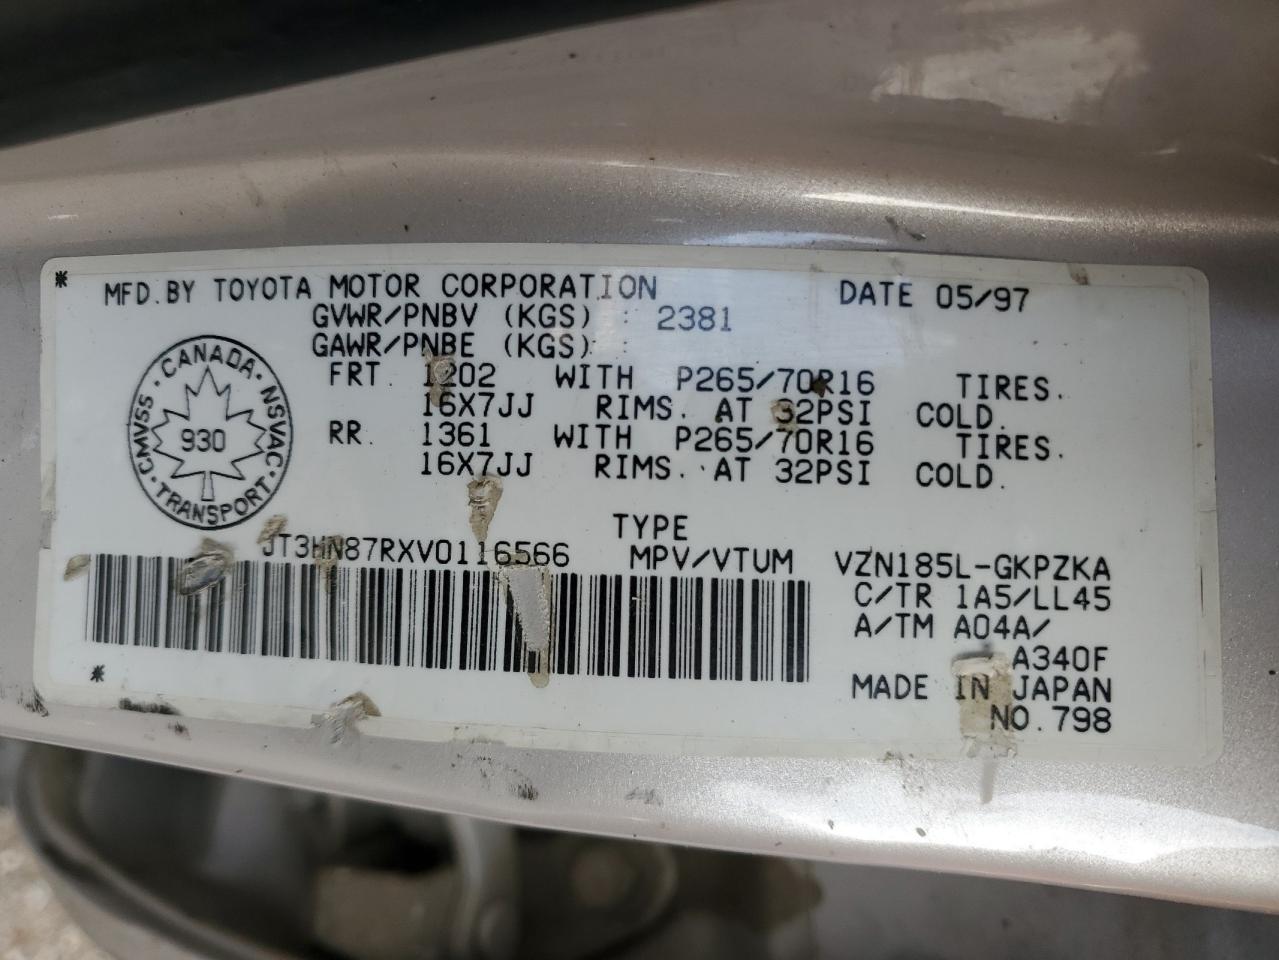 * MFD.BY TOYOTA MOTOR CORPORATION DATE 05/97
GVWR/PNBV (KGS) : 2381
GAWR/PNBE (KGS) :
FRT. 1202 WITH P265/70R16 TIRES.
16X7JJ RIMS. AT 32PSI COLD.
RR. 1361 WITH P265/70R16 TIRES.
16X7JJ RIMS. AT 32PSI COLD.
CANADA · NSVAC · TRANSPORT · CMVSS
930
TYPE
JT3HN87RXV0116566 MPV/VTUM VZN185L-GKPZKA
C/TR 1A5/LL45
A/TM A04A/
A340F
* MADE IN JAPAN
NO.798